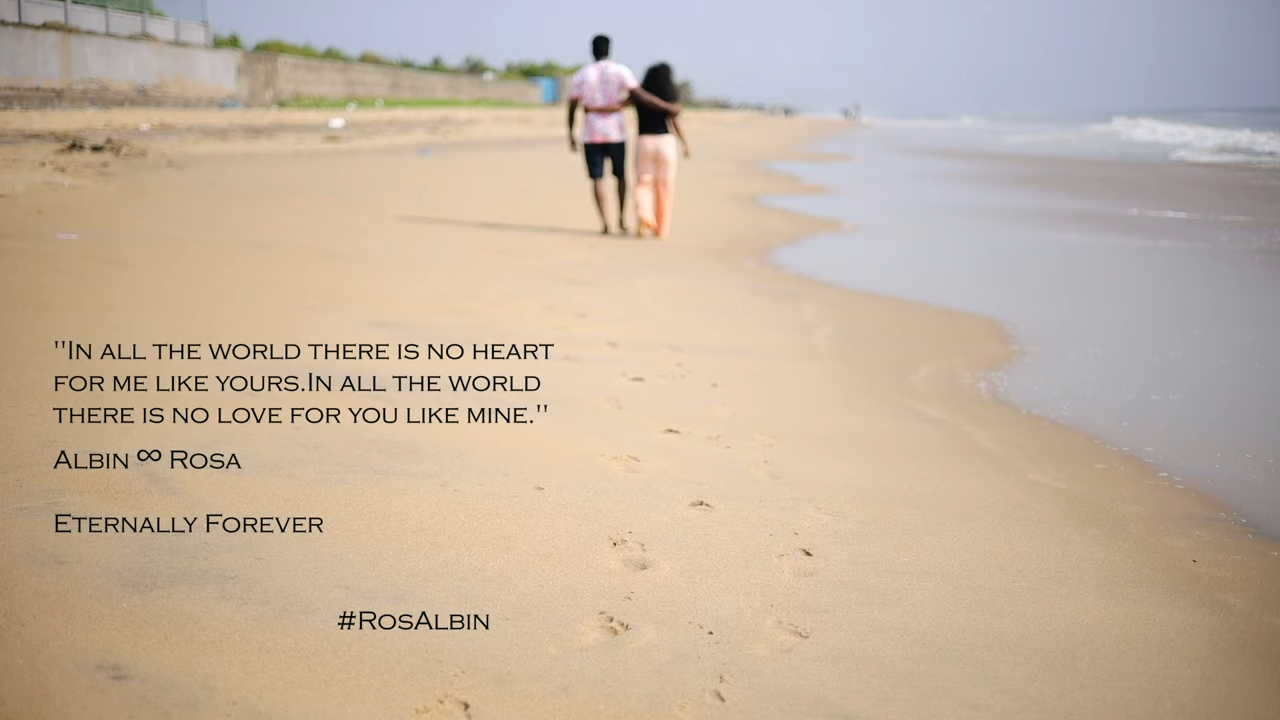 "In all the world there is no heart
for me like yours.In all the world
there is no love for you like mine."
Albin ∞ Rosa
Eternally Forever
#RosAlbin